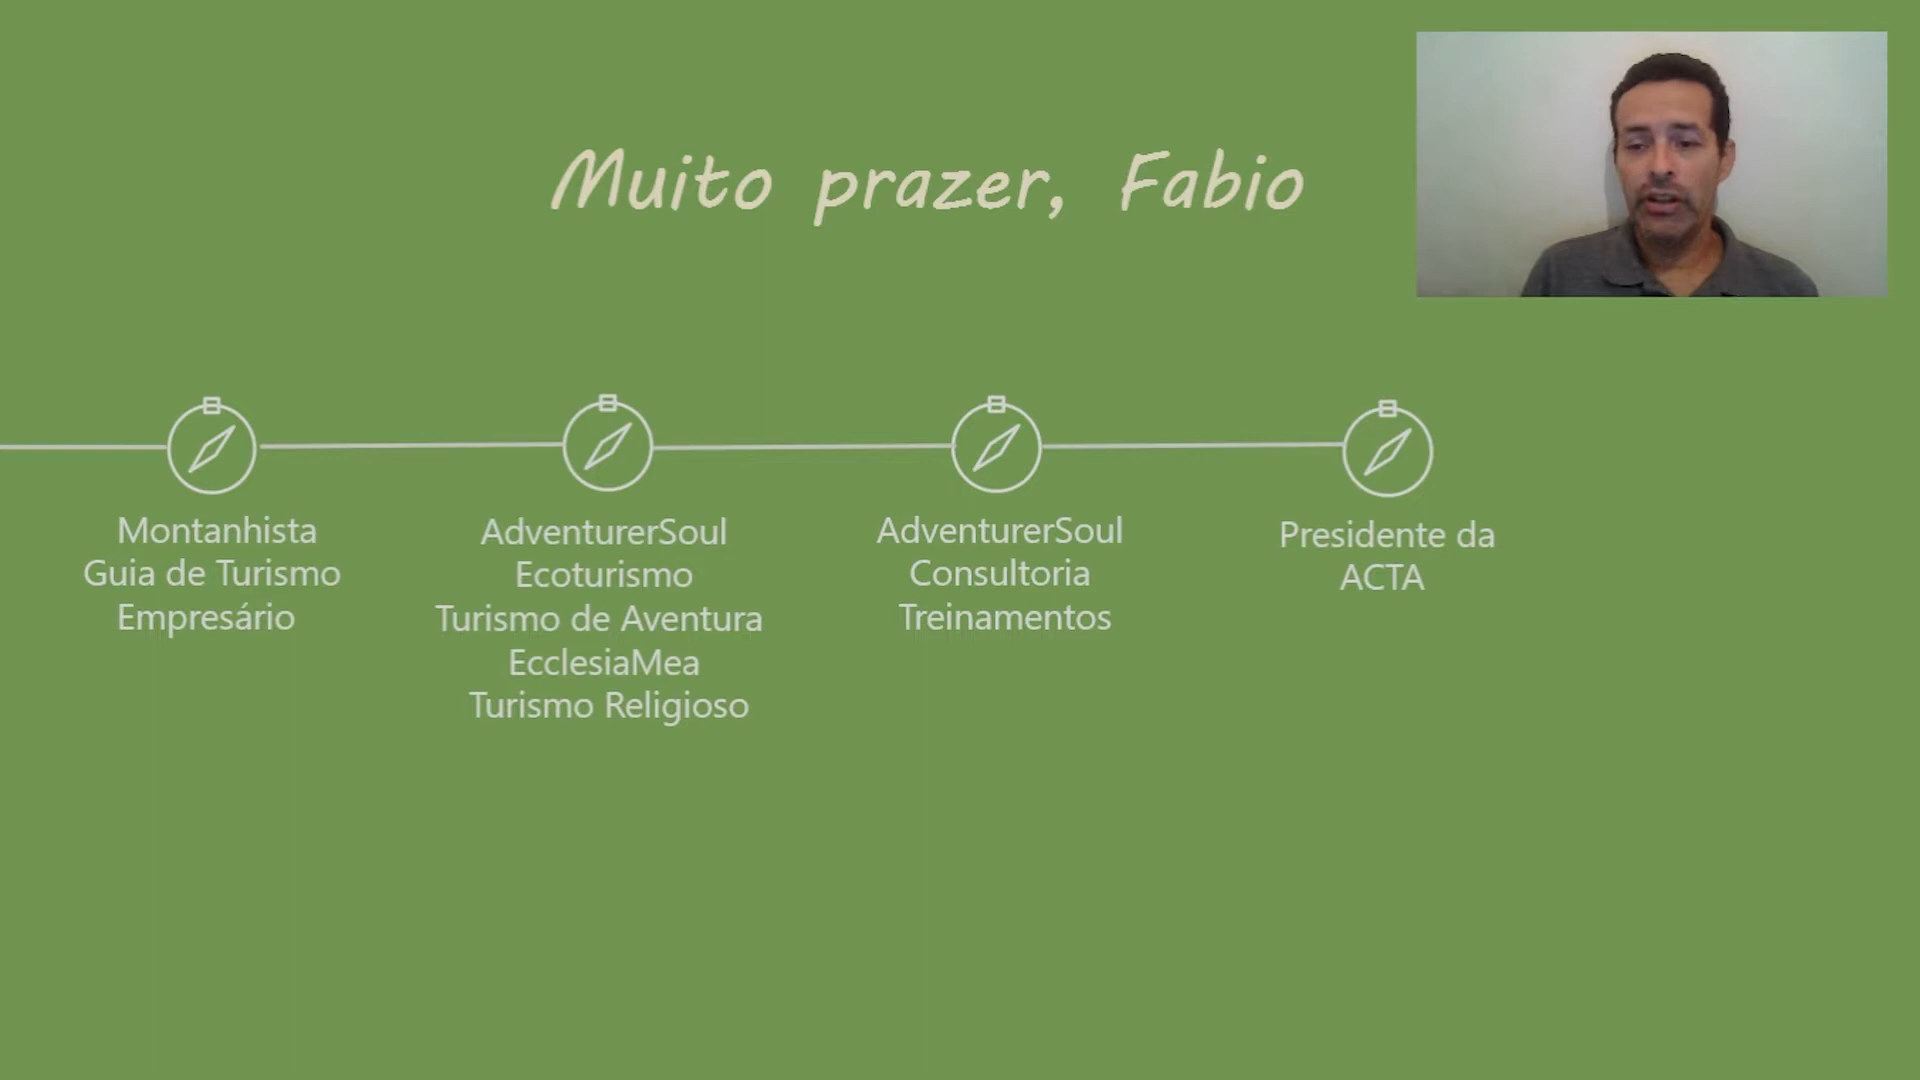 Muito prazer, Fabio
Montanhista
Guia de Turismo
Empresário
AdventurerSoul
Ecoturismo
Turismo de Aventura
EcclesiaMea
Turismo Religioso
AdventurerSoul
Consultoria
Treinamentos
Presidente da
ACTA